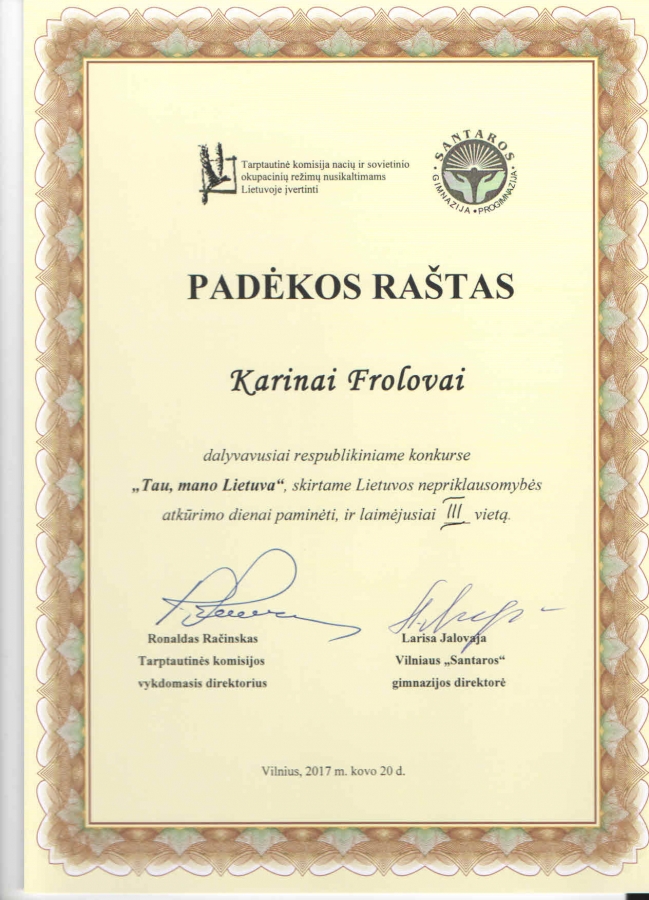 Tarptautinė komisija nacių ir sovietinio
okupacinių režimų nusikaltimams
Lietuvoje įvertinti
SANTAROS
GIMNAZIJA • PROGIMNAZIJA
PADĖKOS RAŠTAS
Karinai Frolovai
dalyvavusiai respublikiniame konkurse
„Tau, mano Lietuva“, skirtame Lietuvos nepriklausomybės
atkūrimo dienai paminėti, ir laimėjusiai III vietą.
Ronaldas Račinskas
Tarptautinės komisijos
vykdomasis direktorius
Larisa Jalovaja
Vilniaus „Santaros“
gimnazijos direktorė
Vilnius, 2017 m. kovo 20 d.